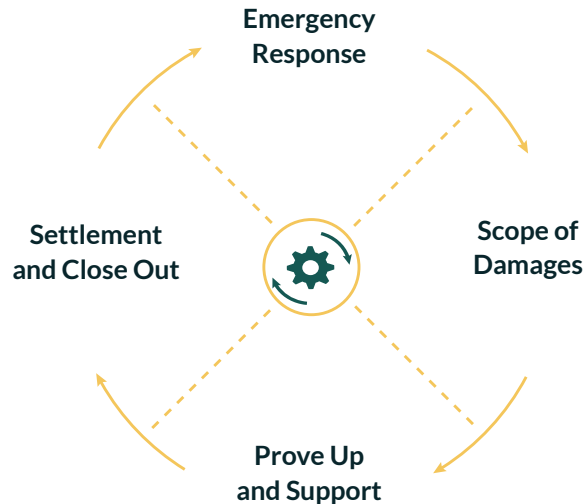 Emergency
Response
Scope of
Damages
Prove Up
and Support
Settlement
and Close Out